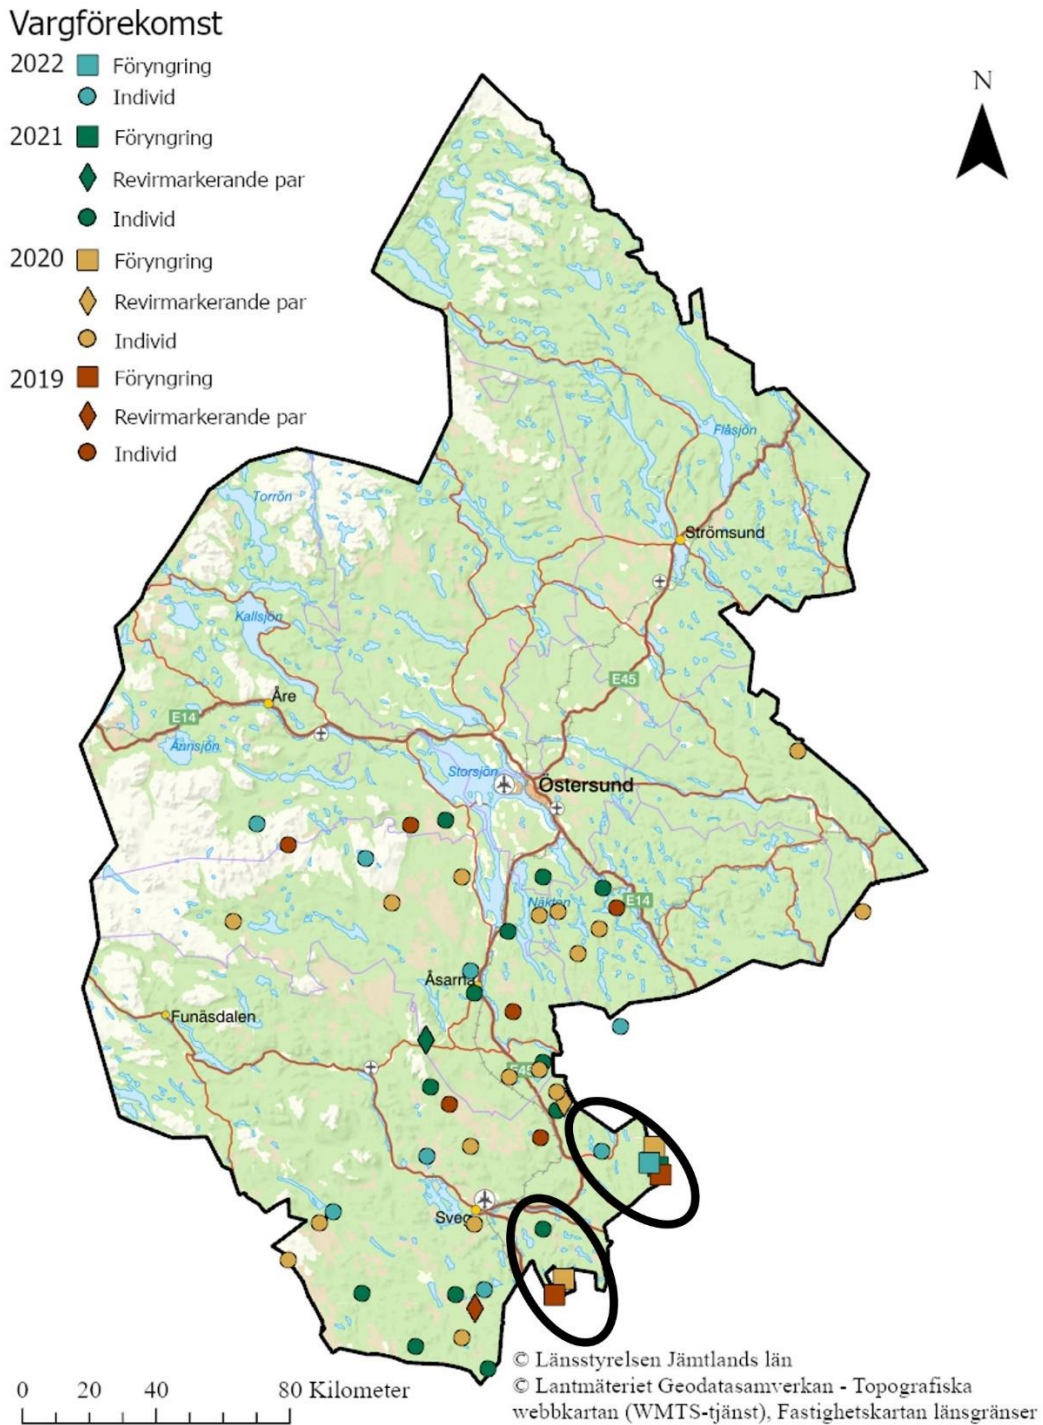 Vargförekomst
2022 Föryngring
Individ
2021 Föryngring
Revirmarkerande par
Individ
2020 Föryngring
Revirmarkerande par
Individ
2019 Föryngring
Revirmarkerande par
Individ
N
Flåsjön
Torrön
Strömsund
Kallsjön
E45
Åre
E14
Ånnsjön
Storsjön
Östersund
Näkten
E14
Åsarna
Funäsdalen
E45
Sveg
0 20 40 80 Kilometer
© Länsstyrelsen Jämtlands län
© Lantmäteriet Geodatasamverkan - Topografiska
webbkartan (WMTS-tjänst), Fastighetskartan länsgränser